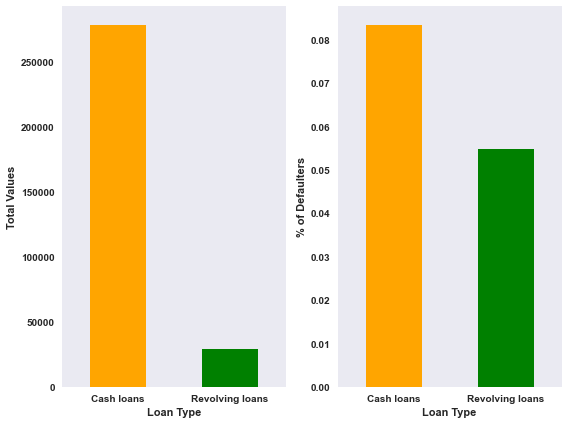 Total Values
250000
200000
150000
100000
50000
0
Cash loans Revolving loans
Loan Type
% of Defaulters
0.08
0.07
0.06
0.05
0.04
0.03
0.02
0.01
0.00
Cash loans Revolving loans
Loan Type